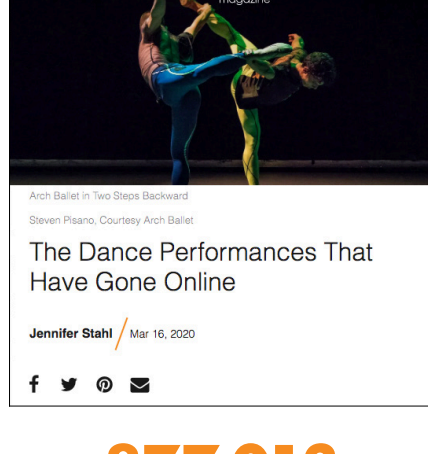 magazine
Arch Ballet in Two Steps Backward
Steven Pisano, Courtesy Arch Ballet
The Dance Performances That
Have Gone Online
Jennifer Stahl / Mar 16, 2020